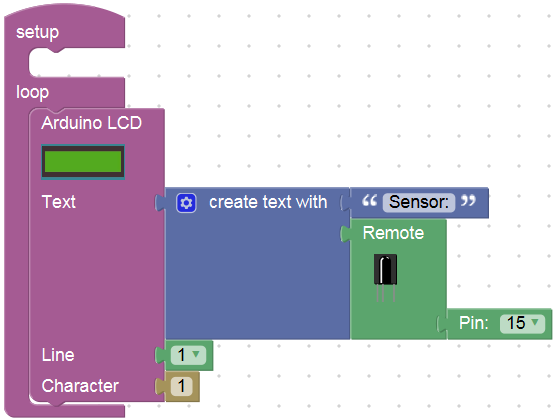 setup
loop
Arduino LCD
Text
create text with
“ Sensor: ”
Remote
Pin: 15
Line 1
Character 1